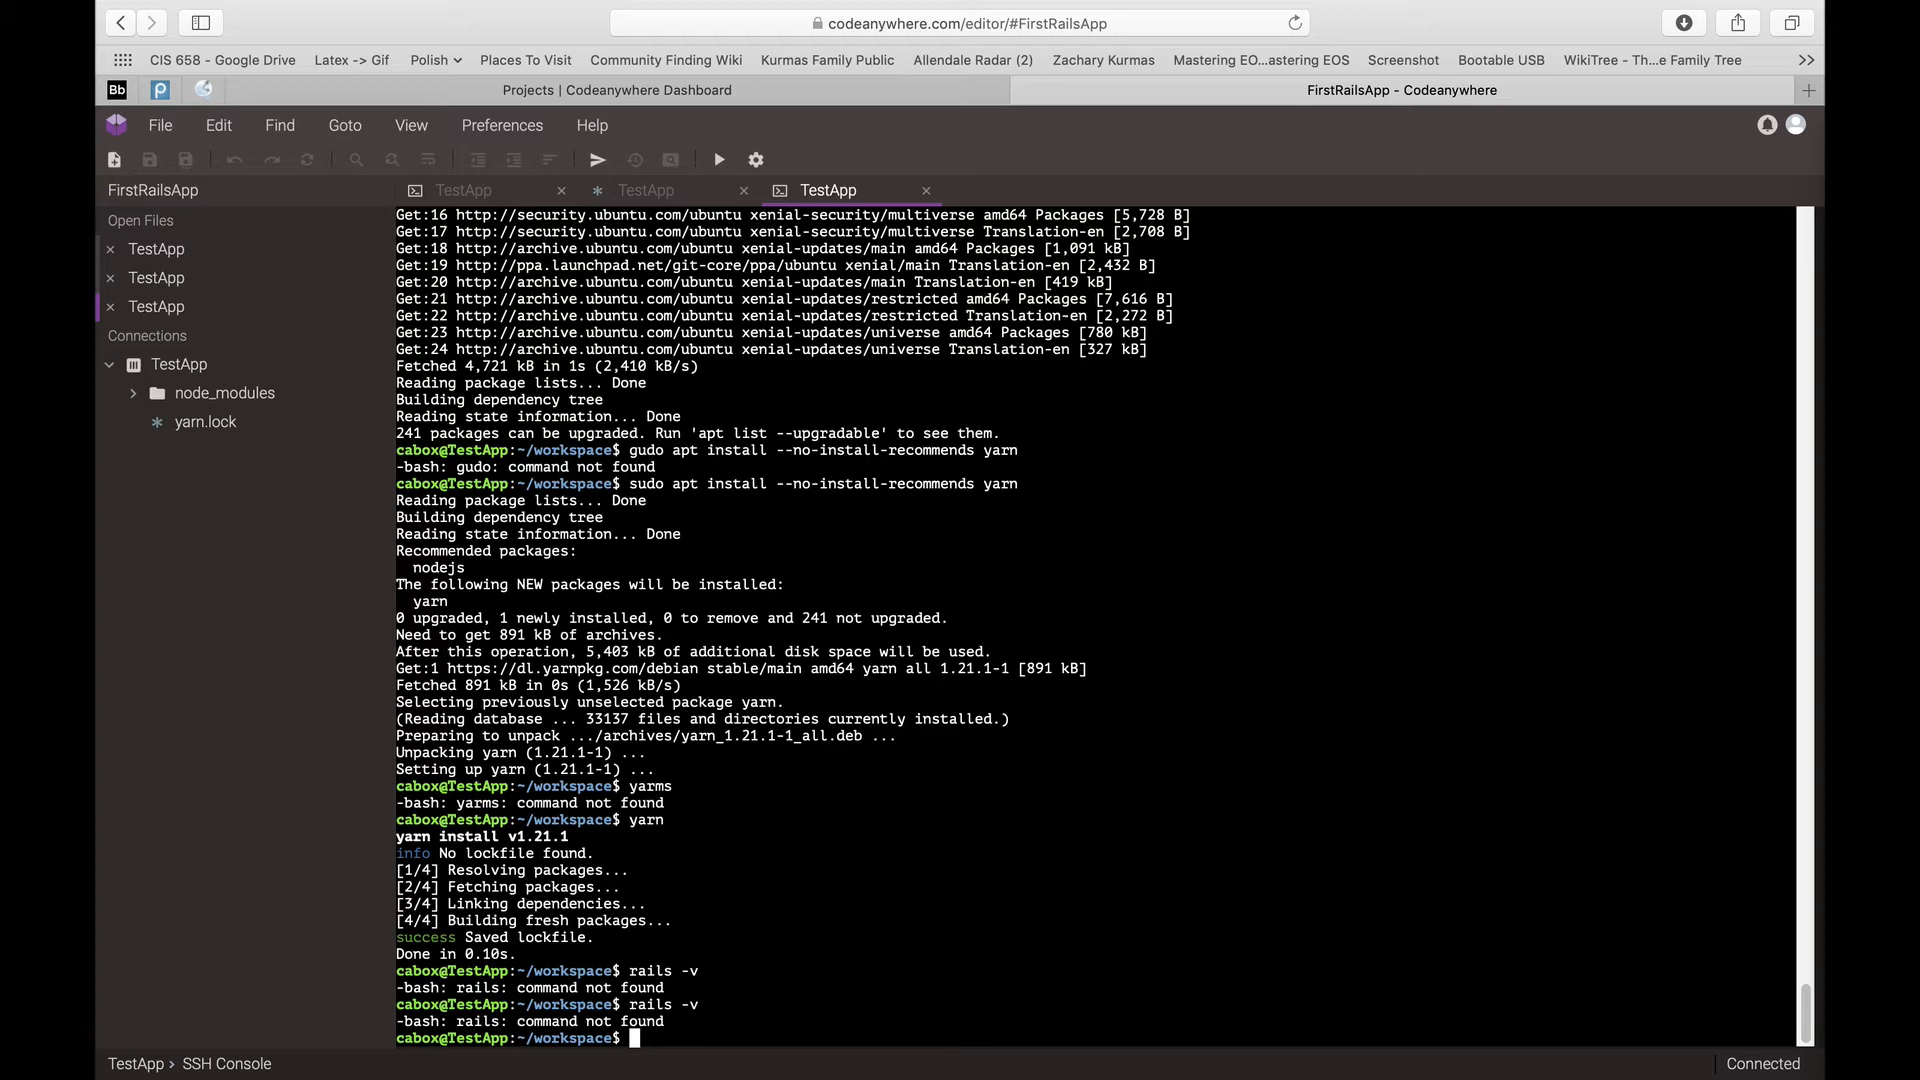 codeanywhere.com/editor/#FirstRailsApp
CIS 658 - Google Drive Latex -> Gif Polish Places To Visit Community Finding Wiki Kurmas Family Public Allendale Radar (2) Zachary Kurmas Mastering EO...astering EOS Screenshot Bootable USB WikiTree - Th...e Family Tree
Bb P Projects | Codeanywhere Dashboard FirstRailsApp - Codeanywhere
File Edit Find Goto View Preferences Help
FirstRailsApp TestApp TestApp TestApp
Open Files
TestApp
TestApp
TestApp
Connections
TestApp
node_modules
yarn.lock
Get:16 http://security.ubuntu.com/ubuntu xenial-security/multiverse amd64 Packages [5,728 B]
Get:17 http://security.ubuntu.com/ubuntu xenial-security/multiverse Translation-en [2,708 B]
Get:18 http://archive.ubuntu.com/ubuntu xenial-updates/main amd64 Packages [1,091 kB]
Get:19 http://ppa.launchpad.net/git-core/ppa/ubuntu xenial/main Translation-en [2,432 B]
Get:20 http://archive.ubuntu.com/ubuntu xenial-updates/main Translation-en [419 kB]
Get:21 http://archive.ubuntu.com/ubuntu xenial-updates/restricted amd64 Packages [7,616 B]
Get:22 http://archive.ubuntu.com/ubuntu xenial-updates/restricted Translation-en [2,272 B]
Get:23 http://archive.ubuntu.com/ubuntu xenial-updates/universe amd64 Packages [780 kB]
Get:24 http://archive.ubuntu.com/ubuntu xenial-updates/universe Translation-en [327 kB]
Fetched 4,721 kB in 1s (2,410 kB/s)
Reading package lists... Done
Building dependency tree
Reading state information... Done
241 packages can be upgraded. Run 'apt list --upgradable' to see them.
cabox@TestApp:~/workspace$ gudo apt install --no-install-recommends yarn
-bash: gudo: command not found
cabox@TestApp:~/workspace$ sudo apt install --no-install-recommends yarn
Reading package lists... Done
Building dependency tree
Reading state information... Done
Recommended packages:
nodejs
The following NEW packages will be installed:
yarn
0 upgraded, 1 newly installed, 0 to remove and 241 not upgraded.
Need to get 891 kB of archives.
After this operation, 5,403 kB of additional disk space will be used.
Get:1 https://dl.yarnpkg.com/debian stable/main amd64 yarn all 1.21.1-1 [891 kB]
Fetched 891 kB in 0s (1,526 kB/s)
Selecting previously unselected package yarn.
(Reading database ... 33137 files and directories currently installed.)
Preparing to unpack .../archives/yarn_1.21.1-1_all.deb ...
Unpacking yarn (1.21.1-1) ...
Setting up yarn (1.21.1-1) ...
cabox@TestApp:~/workspace$ yarms
-bash: yarms: command not found
cabox@TestApp:~/workspace$ yarn
yarn install v1.21.1
info No lockfile found.
[1/4] Resolving packages...
[2/4] Fetching packages...
[3/4] Linking dependencies...
[4/4] Building fresh packages...
success Saved lockfile.
Done in 0.10s.
cabox@TestApp:~/workspace$ rails -v
-bash: rails: command not found
cabox@TestApp:~/workspace$ rails -v
-bash: rails: command not found
cabox@TestApp:~/workspace$
TestApp › SSH Console Connected